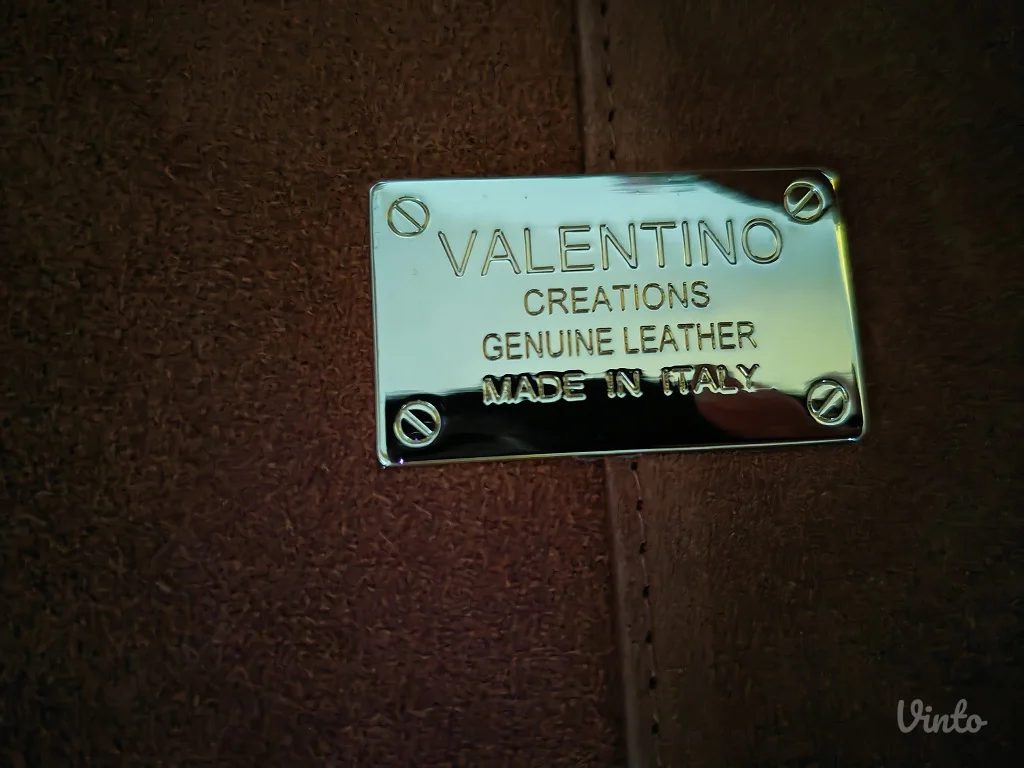 VALENTINO
CREATIONS
GENUINE LEATHER
MADE IN ITALY
Vinto